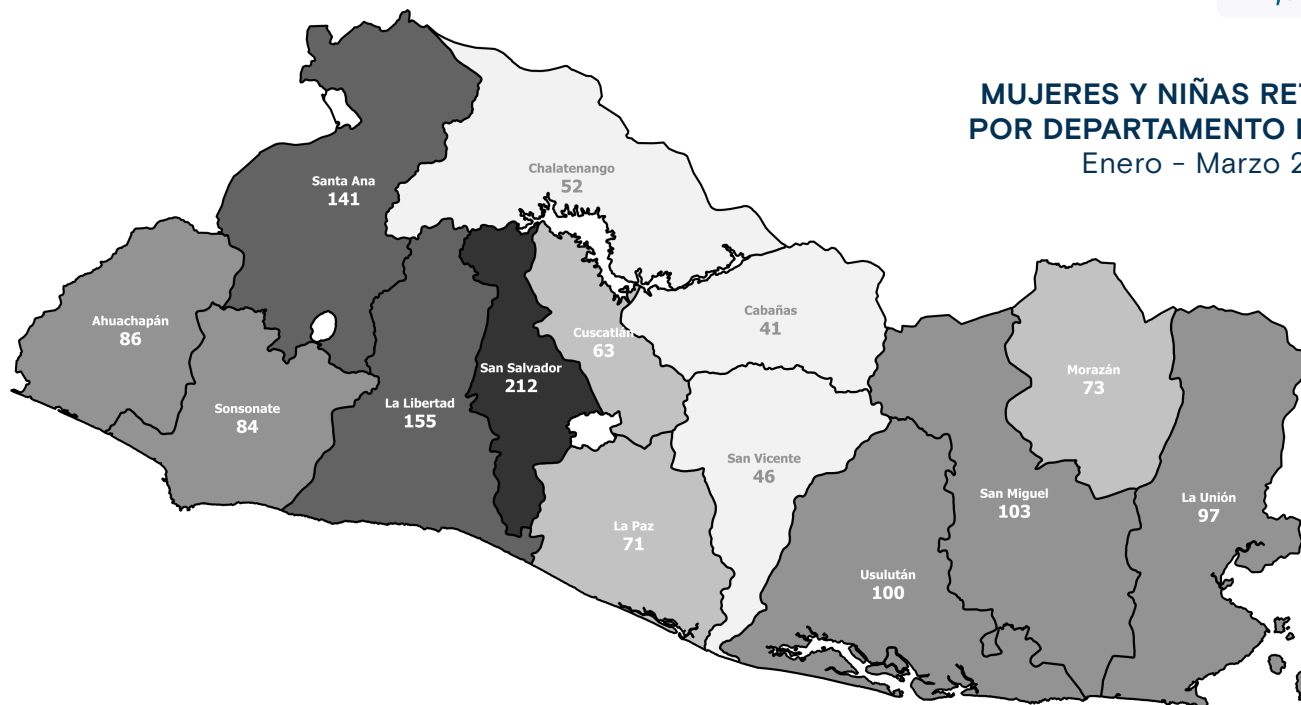 MUJERES Y NIÑAS
POR DEPARTAMENTO
Enero - Marzo
Chalatenango
52
Santa Ana
141
Ahuachapán
86
Sonsonate
84
La Libertad
155
San Salvador
212
Cuscatlán
63
Cabañas
41
San Vicente
46
La Paz
71
Usulután
100
San Miguel
103
Morazán
73
La Unión
97